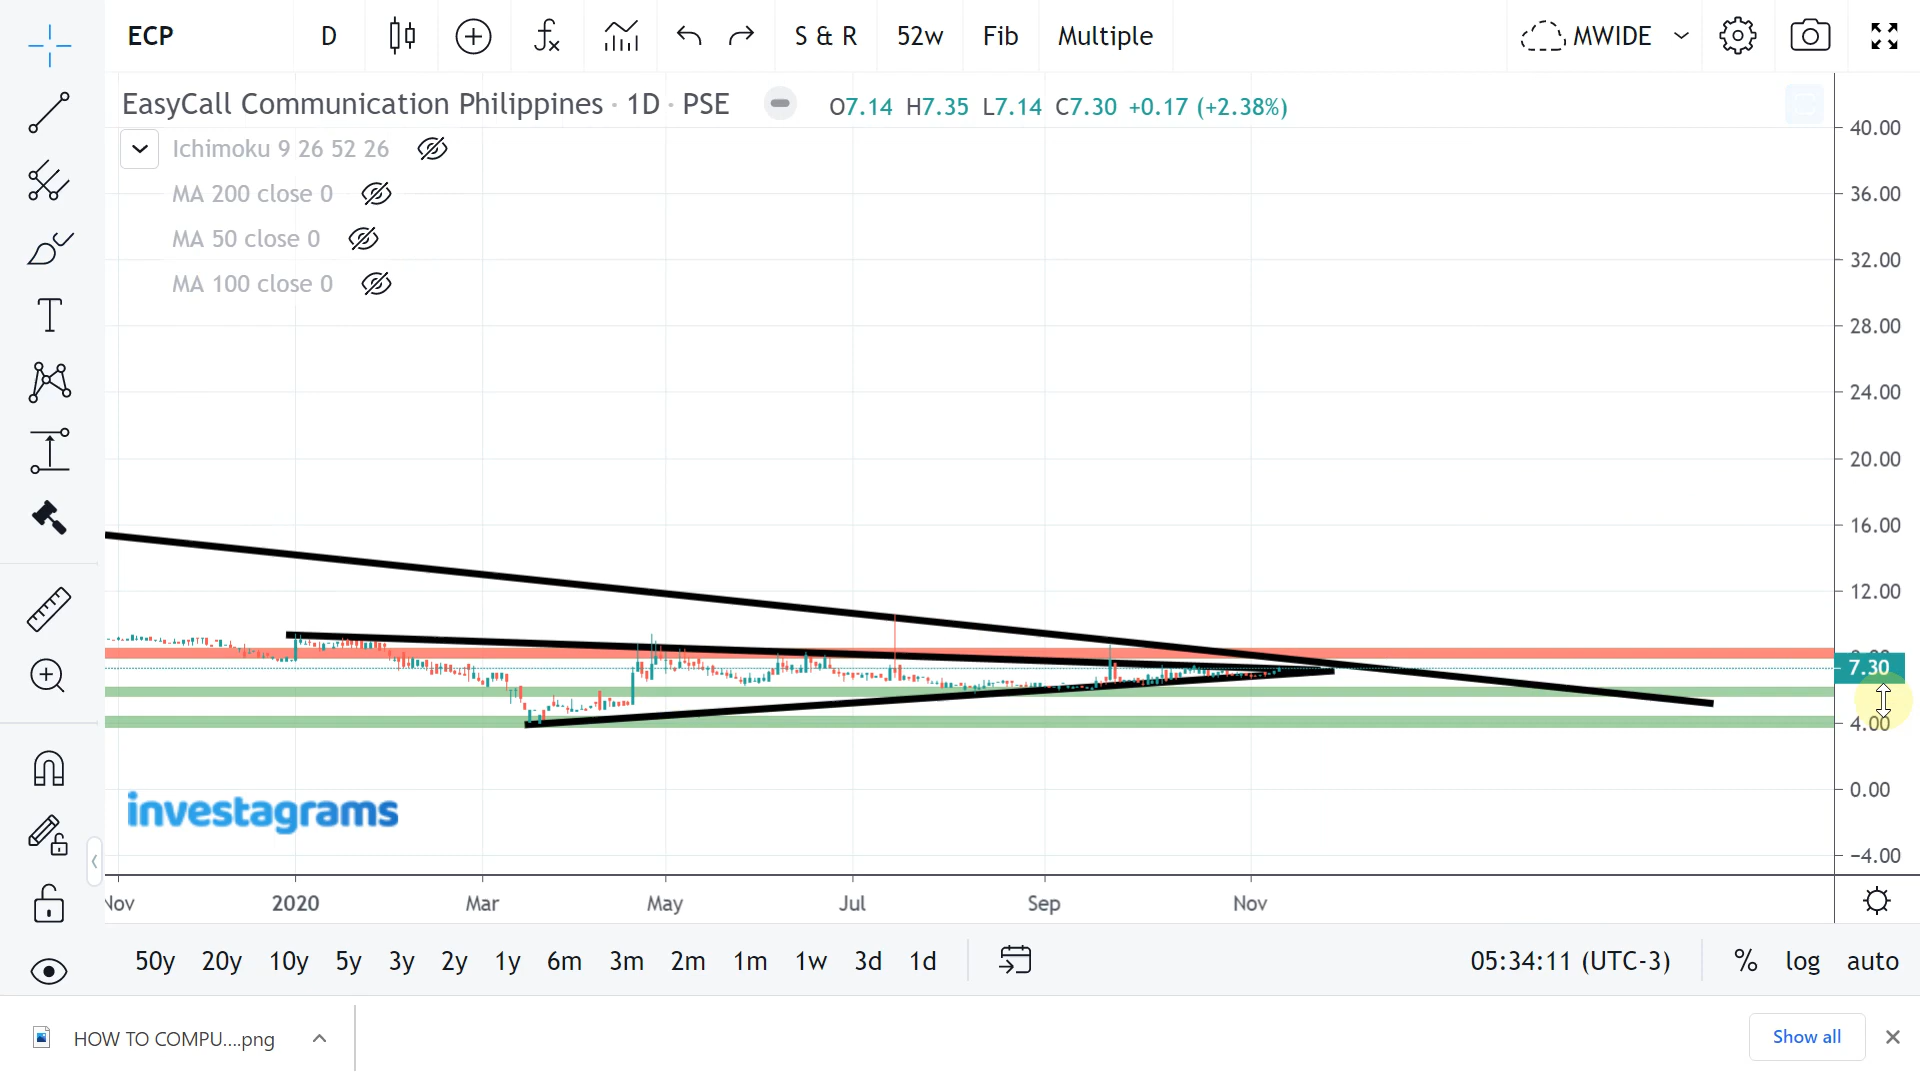 ECP D S & R 52w Fib Multiple MWIDE
EasyCall Communication Philippines · 1D · PSE O7.14 H7.35 L7.14 C7.30 +0.17 (+2.38%)
Ichimoku 9 26 52 26
MA 200 close 0
MA 50 close 0
MA 100 close 0
40.00
36.00
32.00
28.00
24.00
20.00
16.00
12.00
7.30
4.00
0.00
−4.00
investagrams
Nov 2020 Mar May Jul Sep Nov
50y 20y 10y 5y 3y 2y 1y 6m 3m 2m 1m 1w 3d 1d 05:34:11 (UTC-3) % log auto
HOW TO COMPU....png Show all